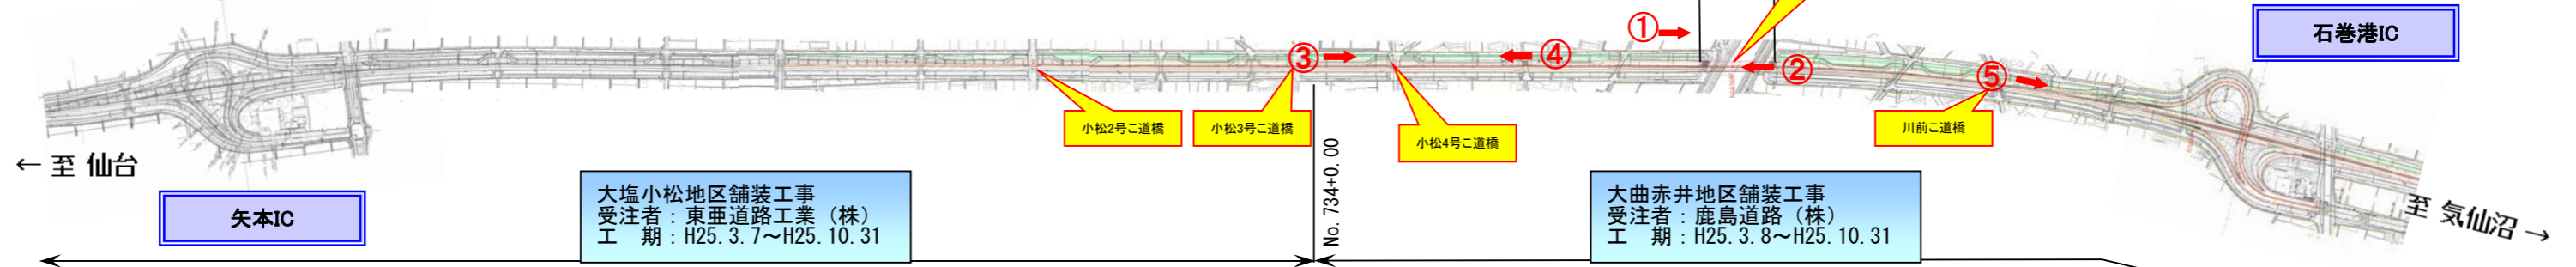 石巻港IC
①
③
④
②
⑤
小松2号こ道橋
小松3号こ道橋
小松4号こ道橋
川前こ道橋
← 至 仙台
矢本IC
大塩小松地区舗装工事
受注者：東亜道路工業（株）
工　期：H25.3.7～H25.10.31
No. 734+0.00
大曲赤井地区舗装工事
受注者：鹿島道路（株）
工　期：H25.3.8～H25.10.31
至 気仙沼 →